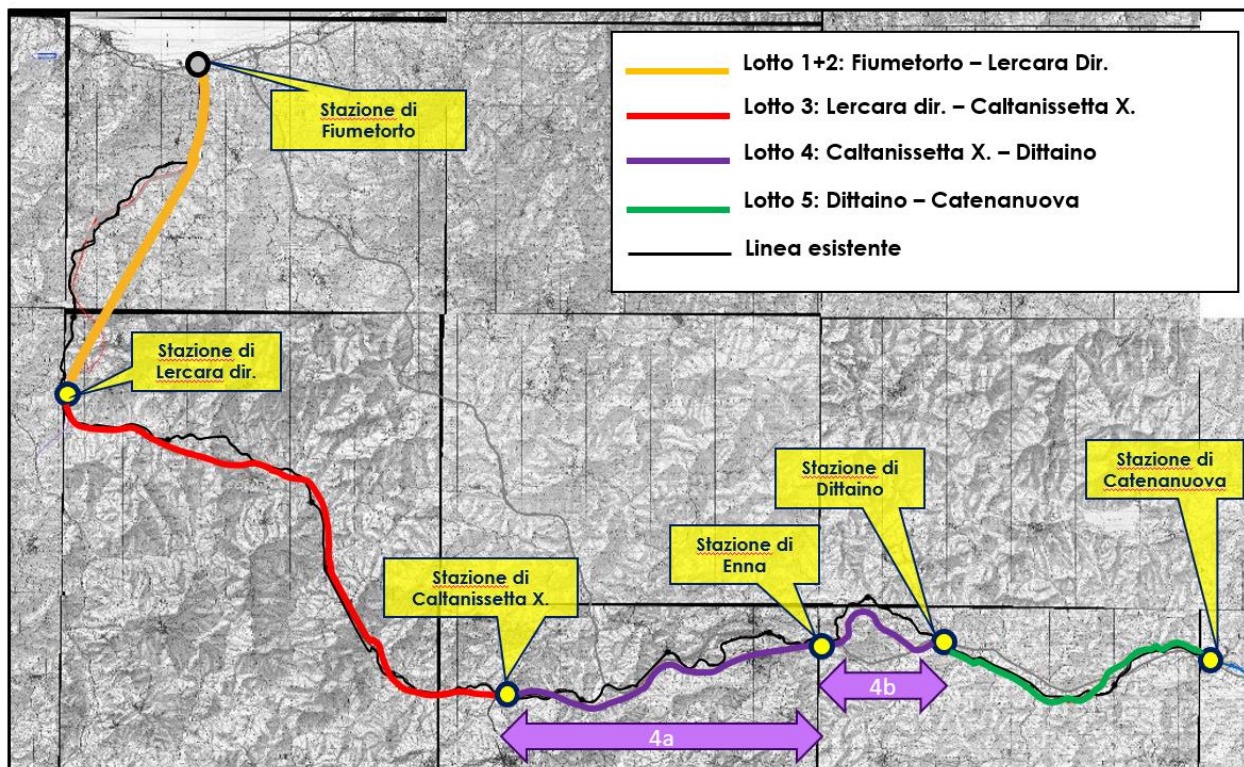 Stazione di
Fiumetorto
Lotto 1+2: Fiumetorto – Lercara Dir.
Lotto 3: Lercara dir. – Caltanissetta X.
Lotto 4: Caltanissetta X. – Dittaino
Lotto 5: Dittaino – Catenanuova
Linea esistente
Stazione di
Lercara dir.
Stazione di
Caltanissetta X.
Stazione di
Enna
Stazione di
Dittaino
Stazione di
Catenanuova
4a
4b